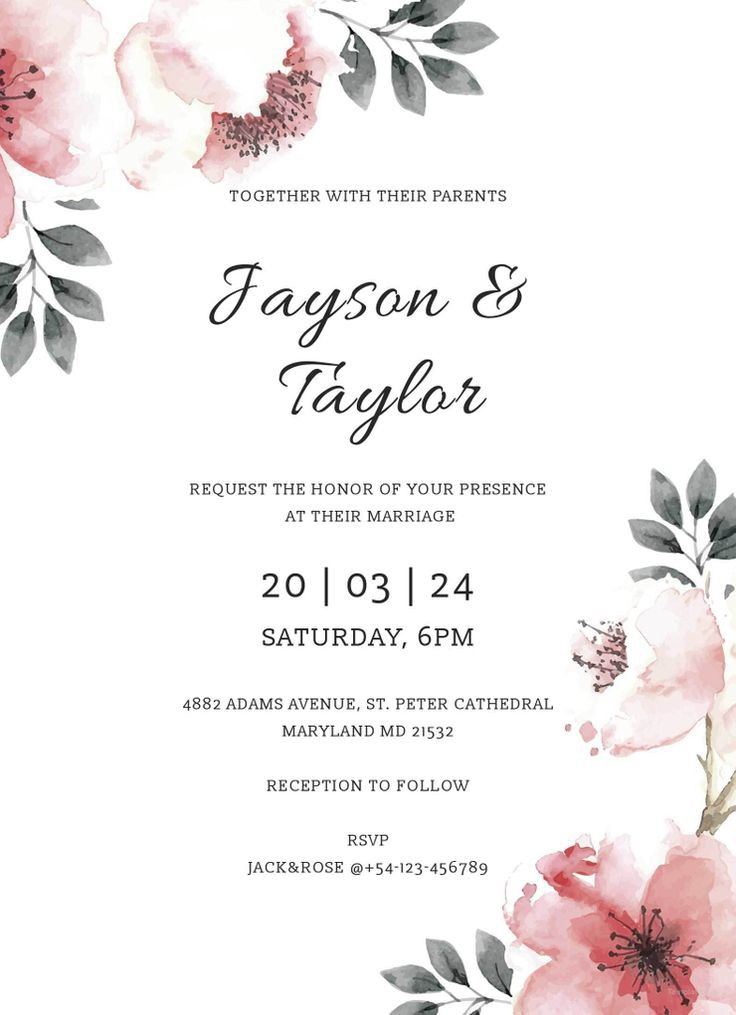 TOGETHER WITH THEIR PARENTS
Jayson &
Taylor
REQUEST THE HONOR OF YOUR PRESENCE
AT THEIR MARRIAGE
20 | 03 | 24
SATURDAY, 6PM
4882 ADAMS AVENUE, ST. PETER CATHEDRAL
MARYLAND MD 21532
RECEPTION TO FOLLOW
RSVP
JACK&ROSE @+54-123-456789